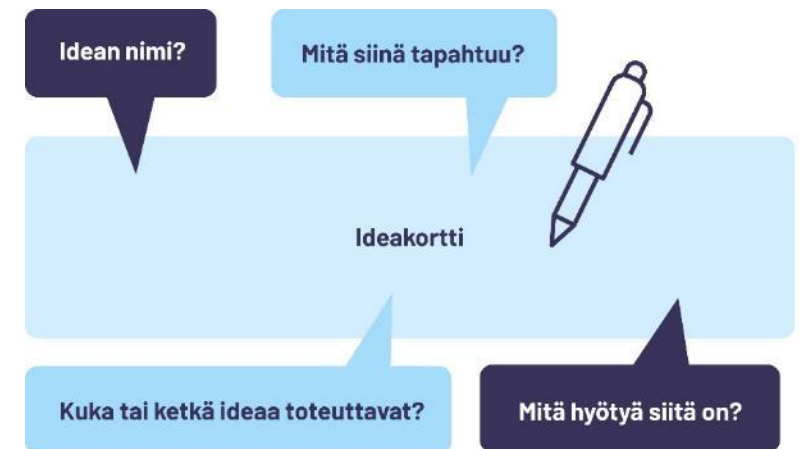 Idean nimi?
Mitä siinä tapahtuu?
Ideakortti
Kuka tai ketkä ideaa toteuttavat?
Mitä hyötyä siitä on?